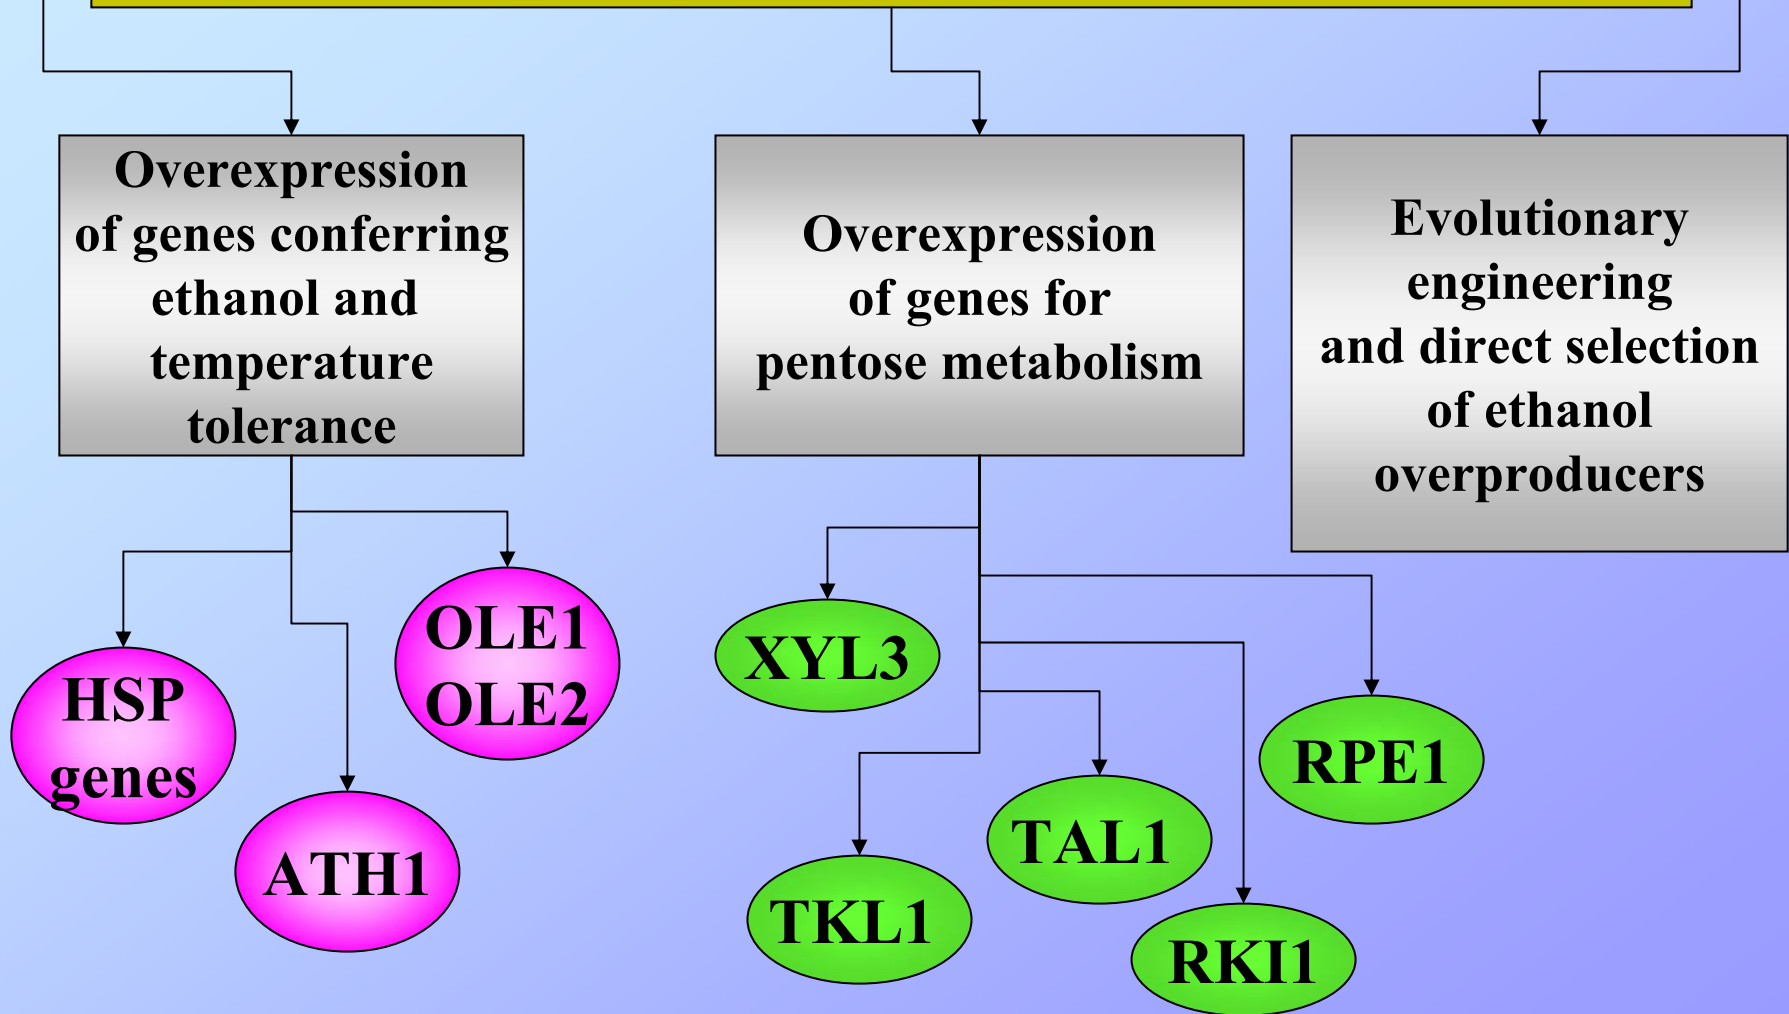 Overexpression
of genes conferring
ethanol and
temperature
tolerance
Overexpression
of genes for
pentose metabolism
Evolutionary
engineering
and direct selection
of ethanol
overproducers
OLE1
OLE2
HSP
genes
ATH1
XYL3
RPE1
TAL1
TKL1
RKI1